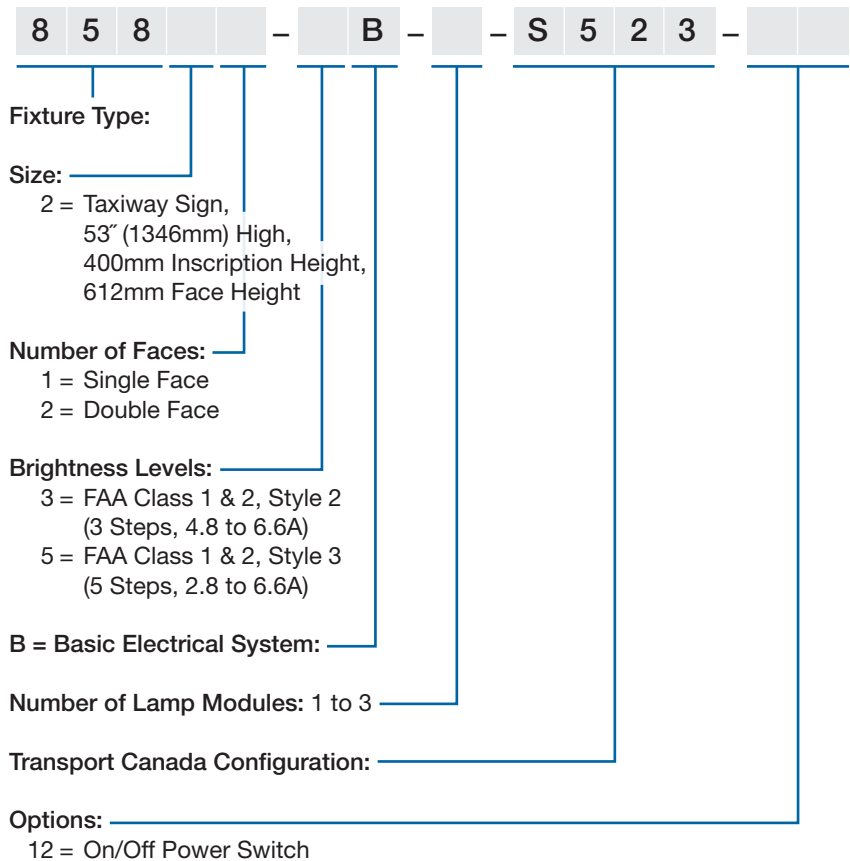 8 5 8 – B – – S 5 2 3 –
Fixture Type:
Size:
2 = Taxiway Sign,
53˝ (1346mm) High,
400mm Inscription Height,
612mm Face Height
Number of Faces:
1 = Single Face
2 = Double Face
Brightness Levels:
3 = FAA Class 1 & 2, Style 2
(3 Steps, 4.8 to 6.6A)
5 = FAA Class 1 & 2, Style 3
(5 Steps, 2.8 to 6.6A)
B = Basic Electrical System:
Number of Lamp Modules: 1 to 3
Transport Canada Configuration:
Options:
12 = On/Off Power Switch